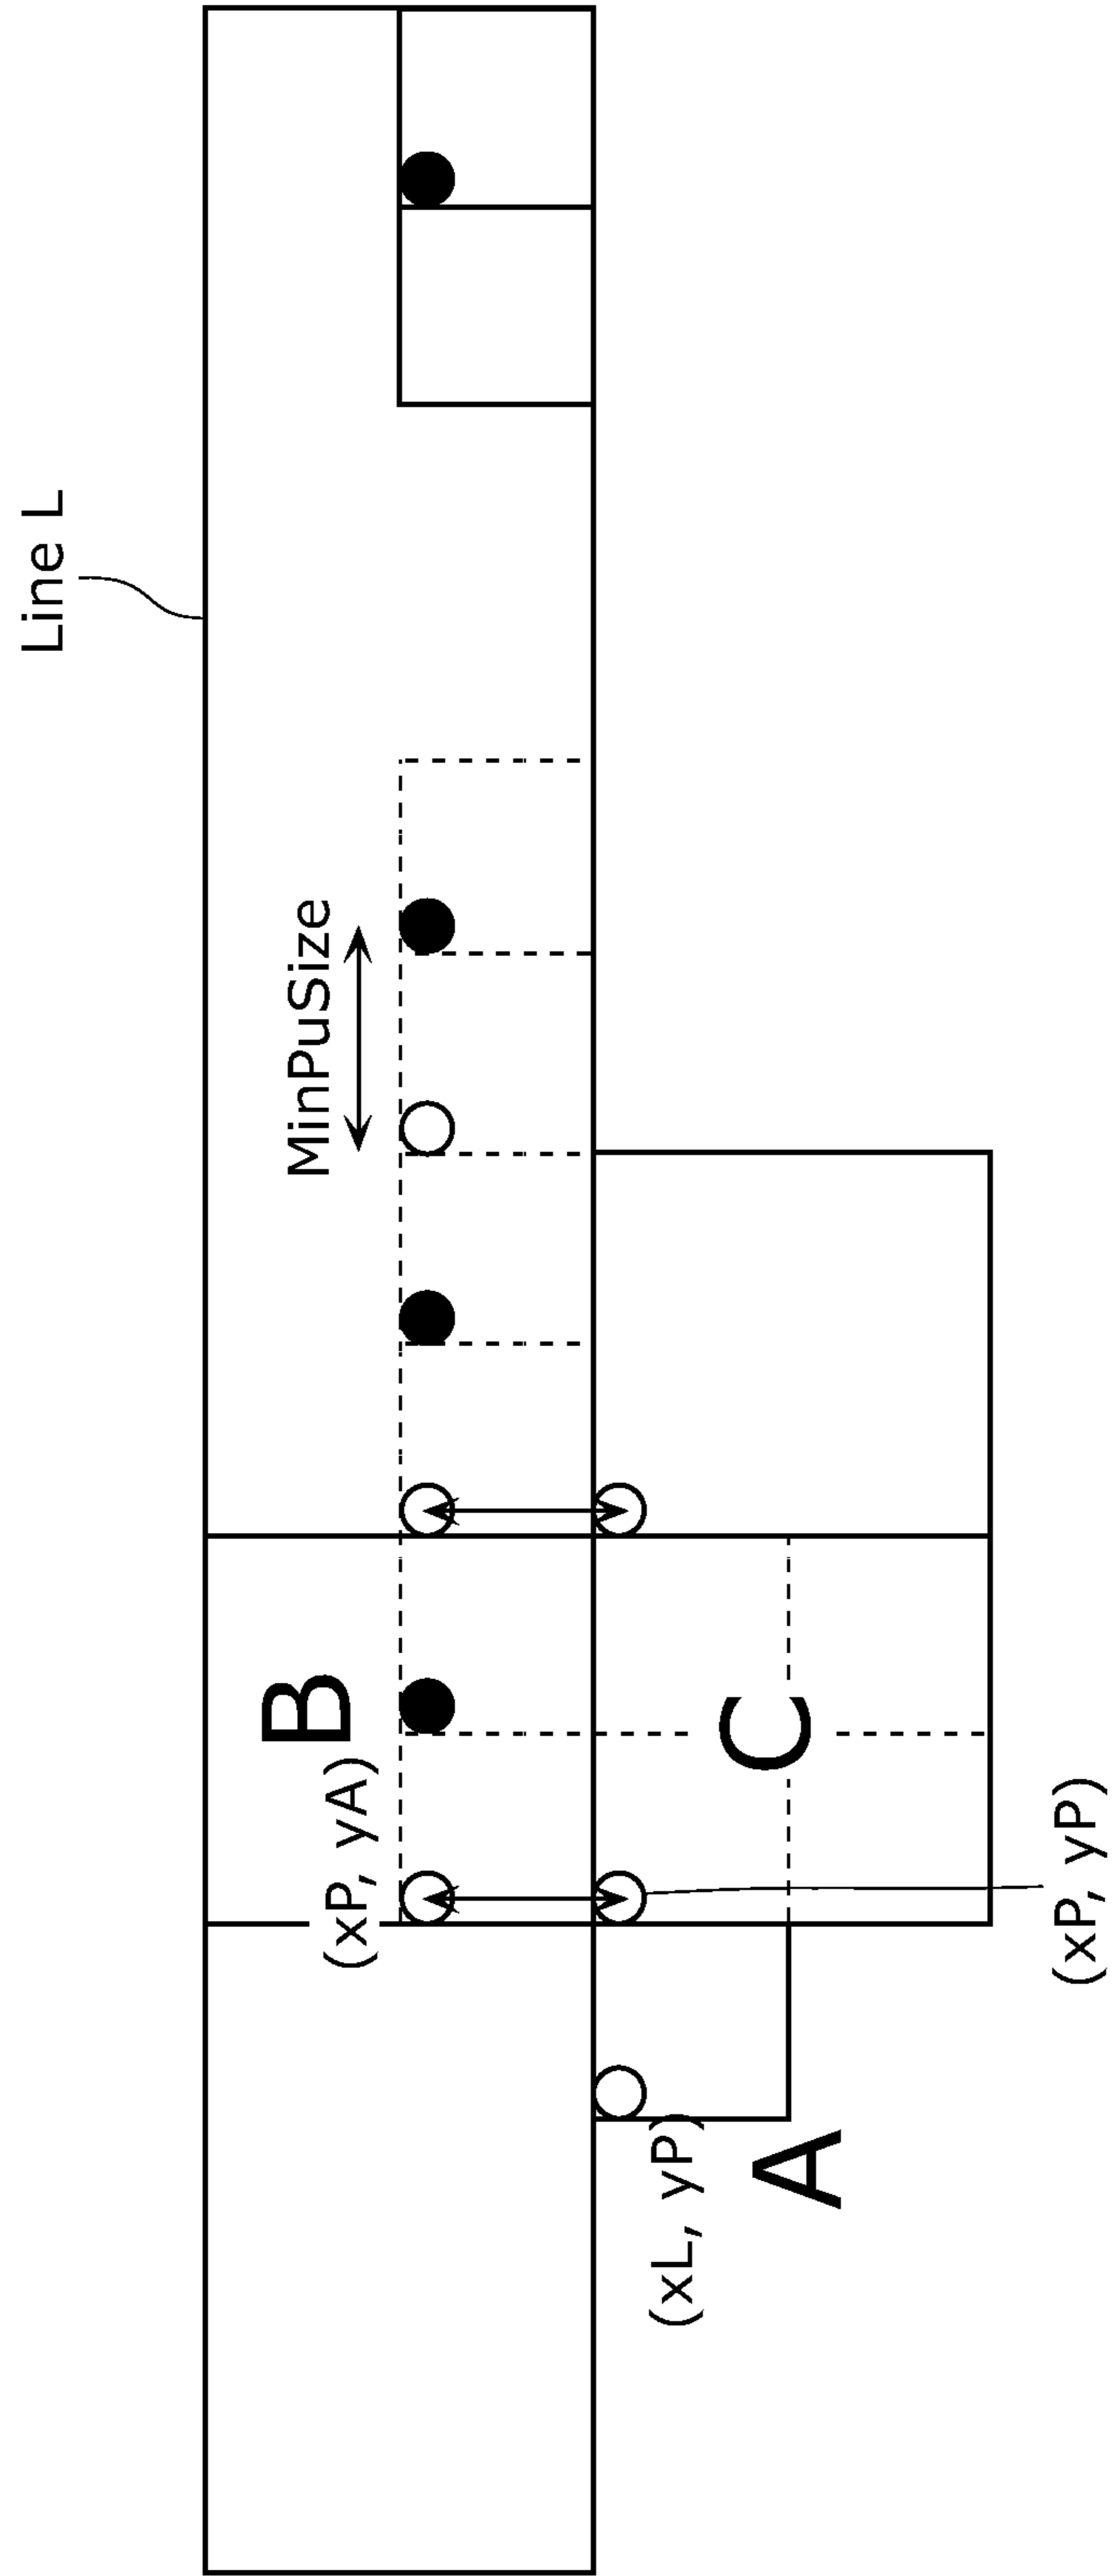 Line L
MinPuSize
B
(xP, yA)
C
(xP, yP)
(xL, yP)
A